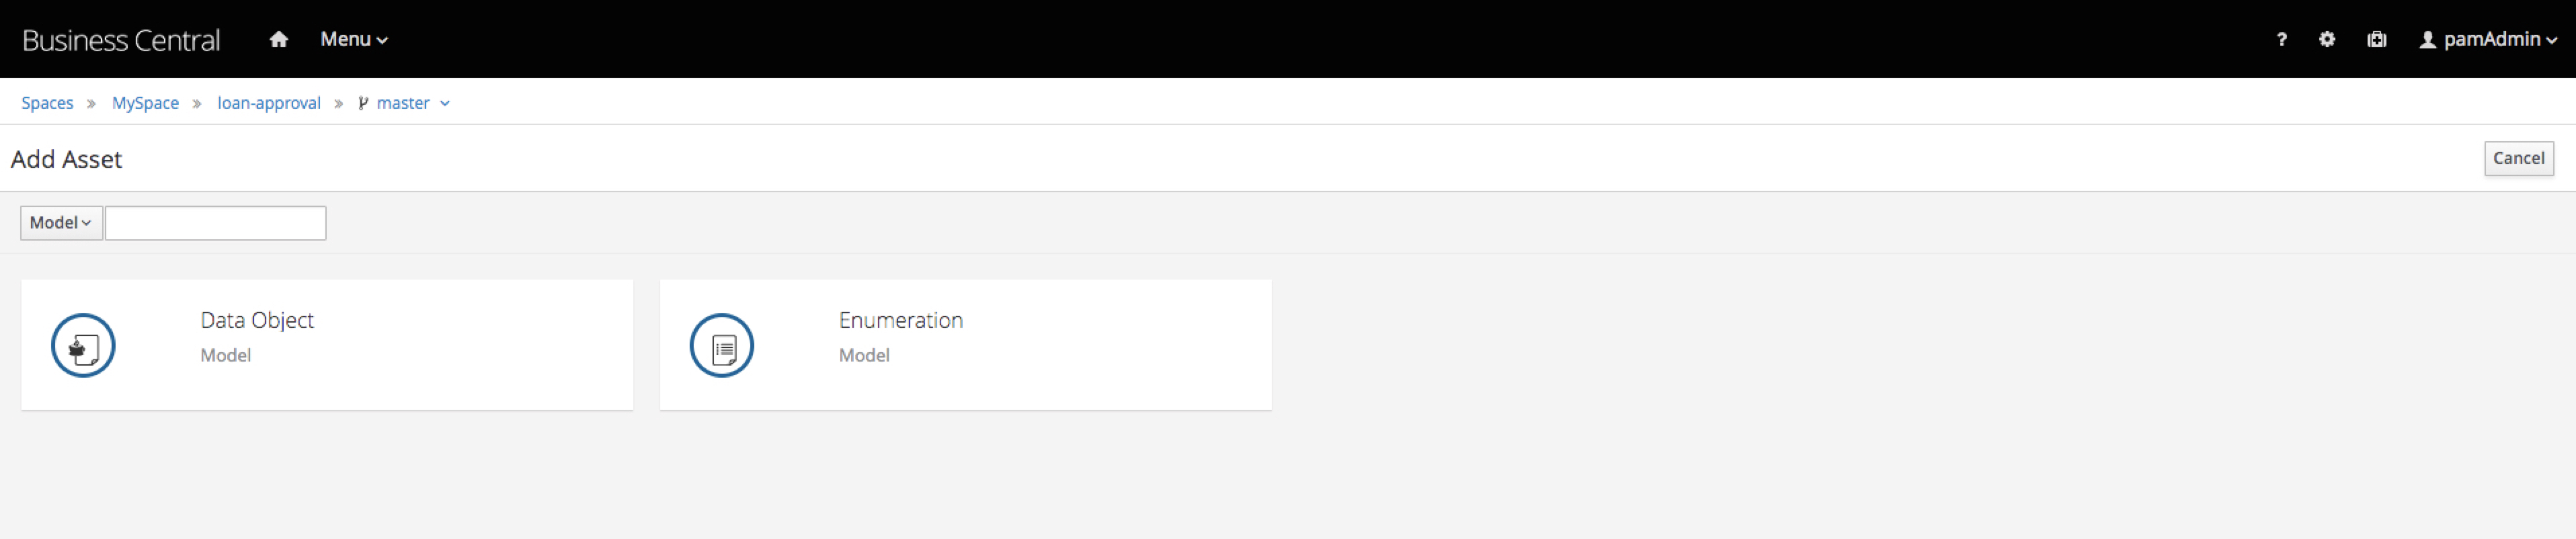 Business Central Menu ? pamAdmin
Spaces » MySpace » loan-approval » master
Add Asset Cancel
Model
Data Object Enumeration
Model Model